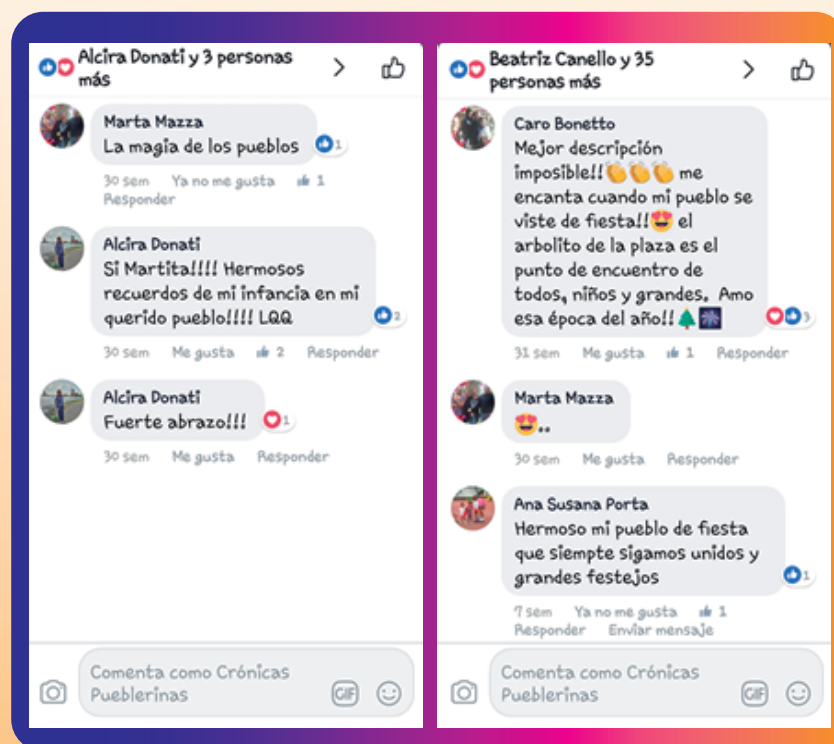 Alcira Donati y 3 personas
más
Marta Mazza
La magia de los pueblos
1
30 sem Ya no me gusta 1
Responder
Alcira Donati
Si Martita!!!! Hermosos
recuerdos de mi infancia en mi
querido pueblo!!!! LQQ
2
30 sem Me gusta 2 Responder
Alcira Donati
Fuerte abrazo!!!
1
30 sem Me gusta Responder
Comenta como Crónicas
Pueblerinas
GIF
Beatriz Canello y 35
personas más
Caro Bonetto
Mejor descripción
imposible!!👏👏👏 me
encanta cuando mi pueblo se
viste de fiesta!!😍 el
arbolito de la plaza es el
punto de encuentro de
todos, niños y grandes. Amo
esa época del año!!🌲🎆
3
31 sem Me gusta 1 Responder
Marta Mazza
😍..
30 sem Me gusta Responder
Ana Susana Porta
Hermoso mi pueblo de fiesta
que siempte sigamos unidos y
grandes festejos
1
7 sem Ya no me gusta 1
Responder Enviar mensaje
Comenta como Crónicas
Pueblerinas
GIF